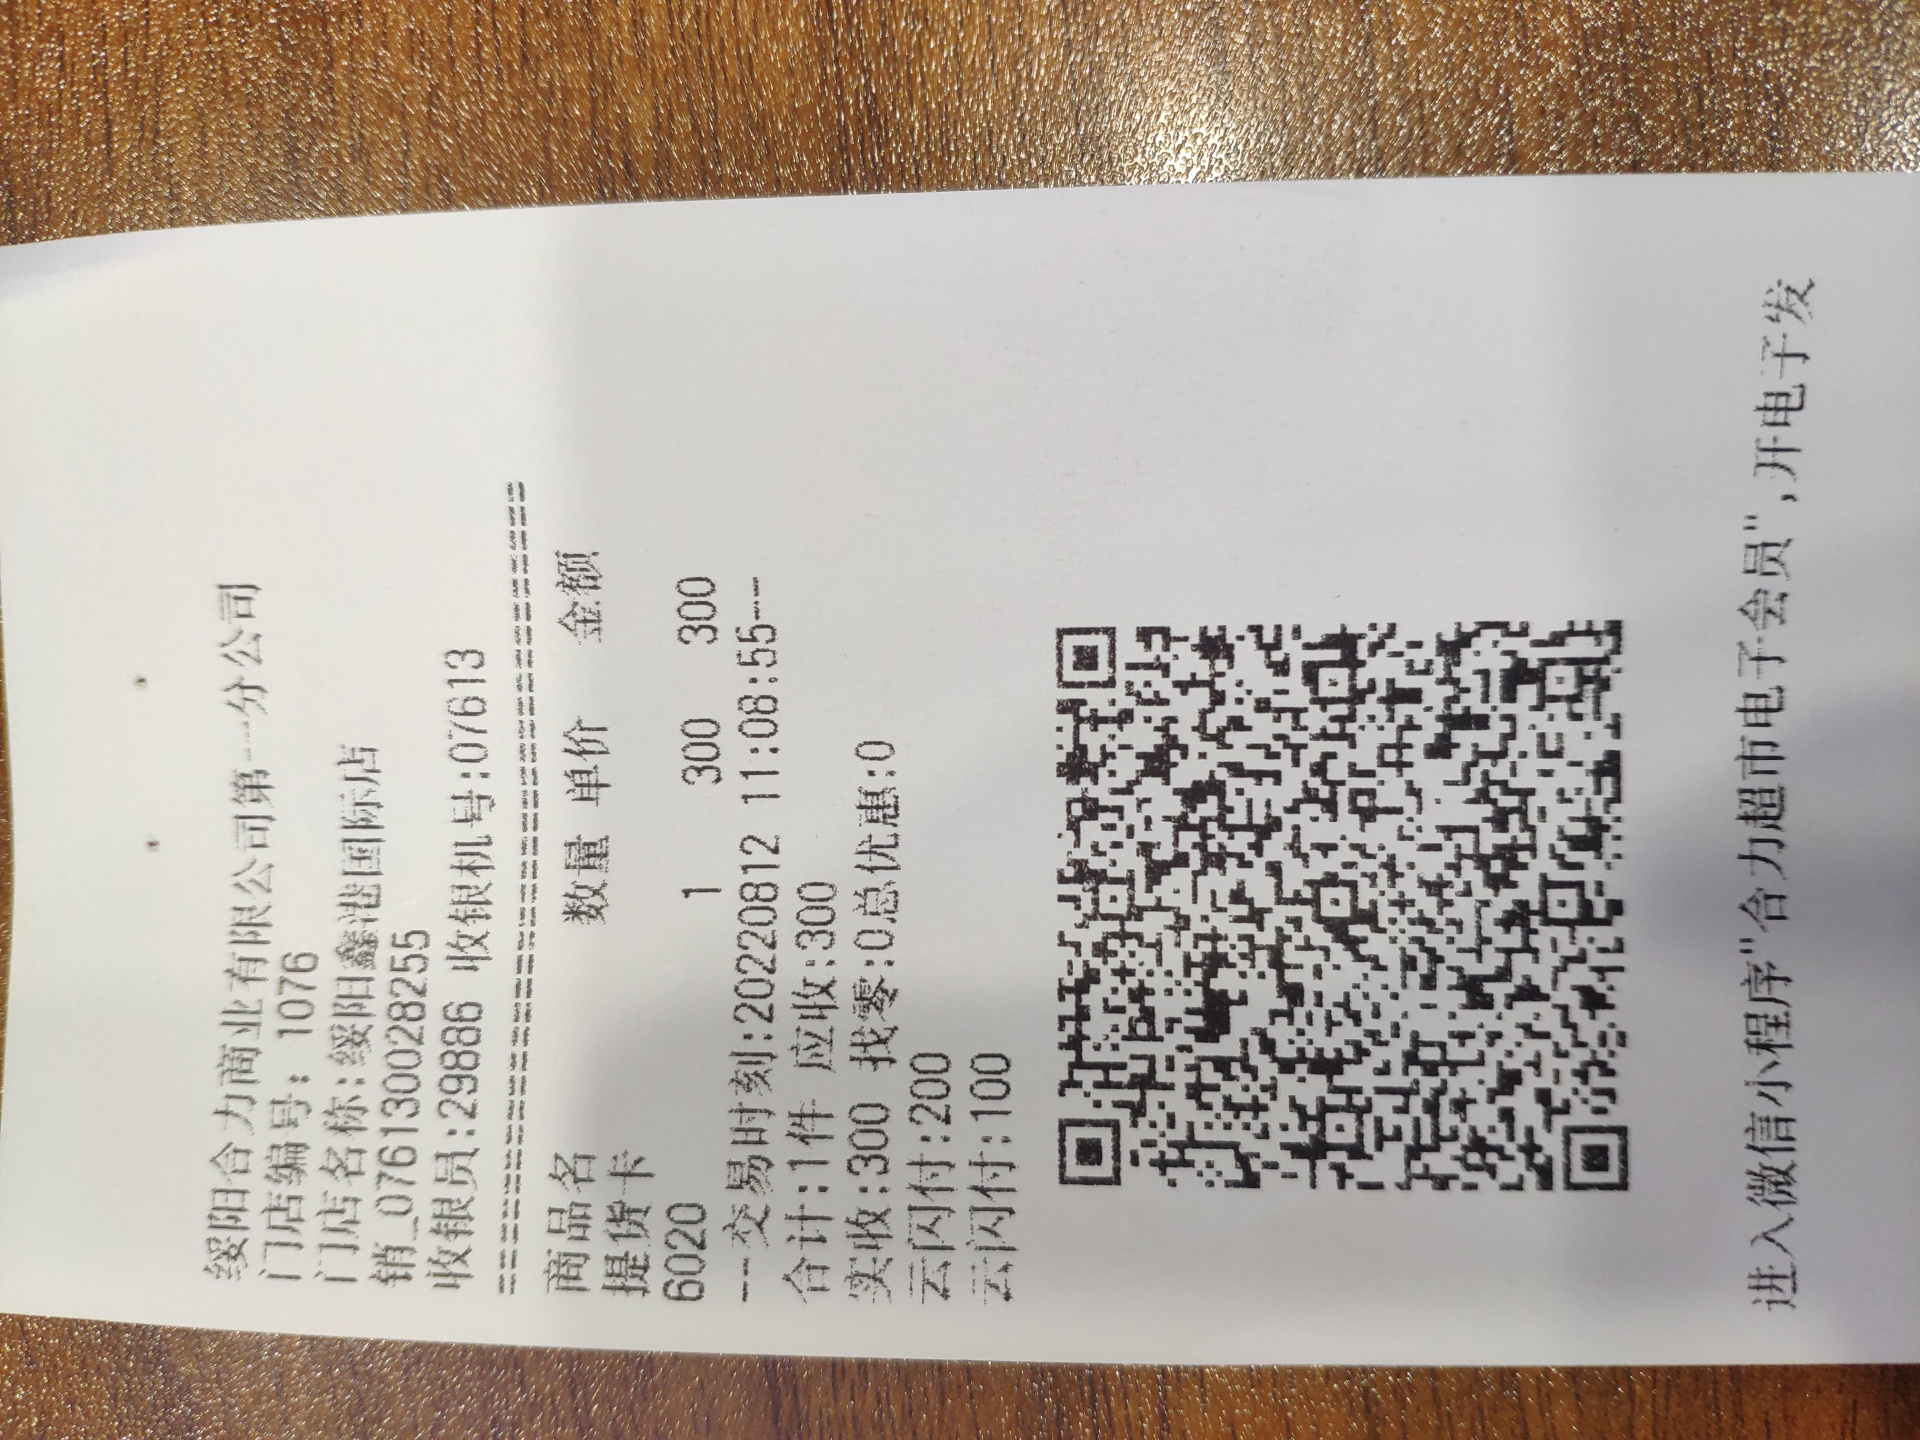 绥阳合力商业有限公司第一分公司
门店编号: 1076
门店名称:绥阳鑫港国际店
销_0761300282255
收银员:29886 收银机号:07613
========================================
商品名 数量 单价 金额
提货卡
6020 1 300 300
--交易时刻:20220812 11:08:55--
合计:1件 应收:300
实收:300 找零:0总优惠:0
云闪付:200
云闪付:100
进入微信小程序"合力超市电子会员",开电子发